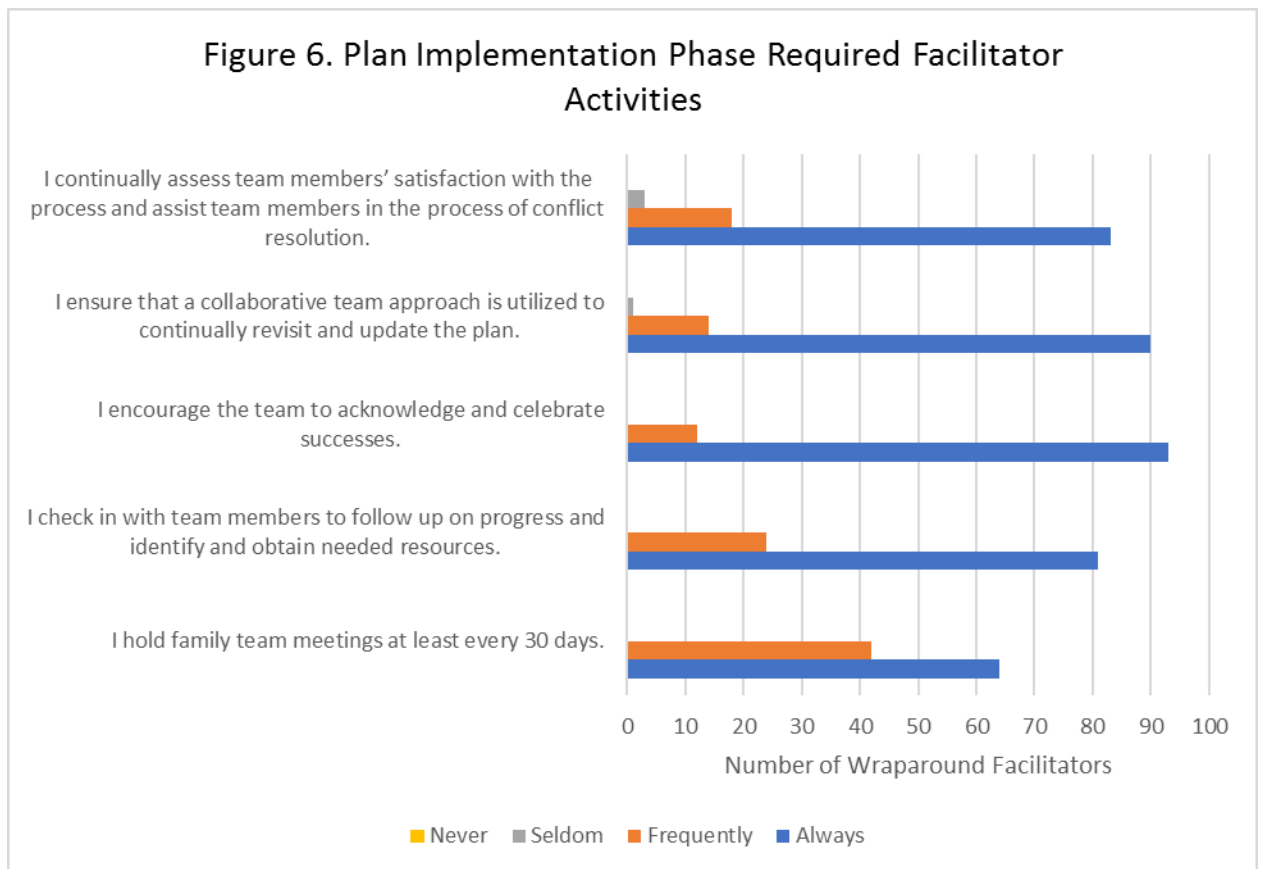 Figure 6. Plan Implementation Phase Required Facilitator
Activities
I continually assess team members’ satisfaction with the
process and assist team members in the process of conflict
resolution.
I ensure that a collaborative team approach is utilized to
continually revisit and update the plan.
I encourage the team to acknowledge and celebrate
successes.
I check in with team members to follow up on progress and
identify and obtain needed resources.
I hold family team meetings at least every 30 days.
0 10 20 30 40 50 60 70 80 90 100
Number of Wraparound Facilitators
Never Seldom Frequently Always